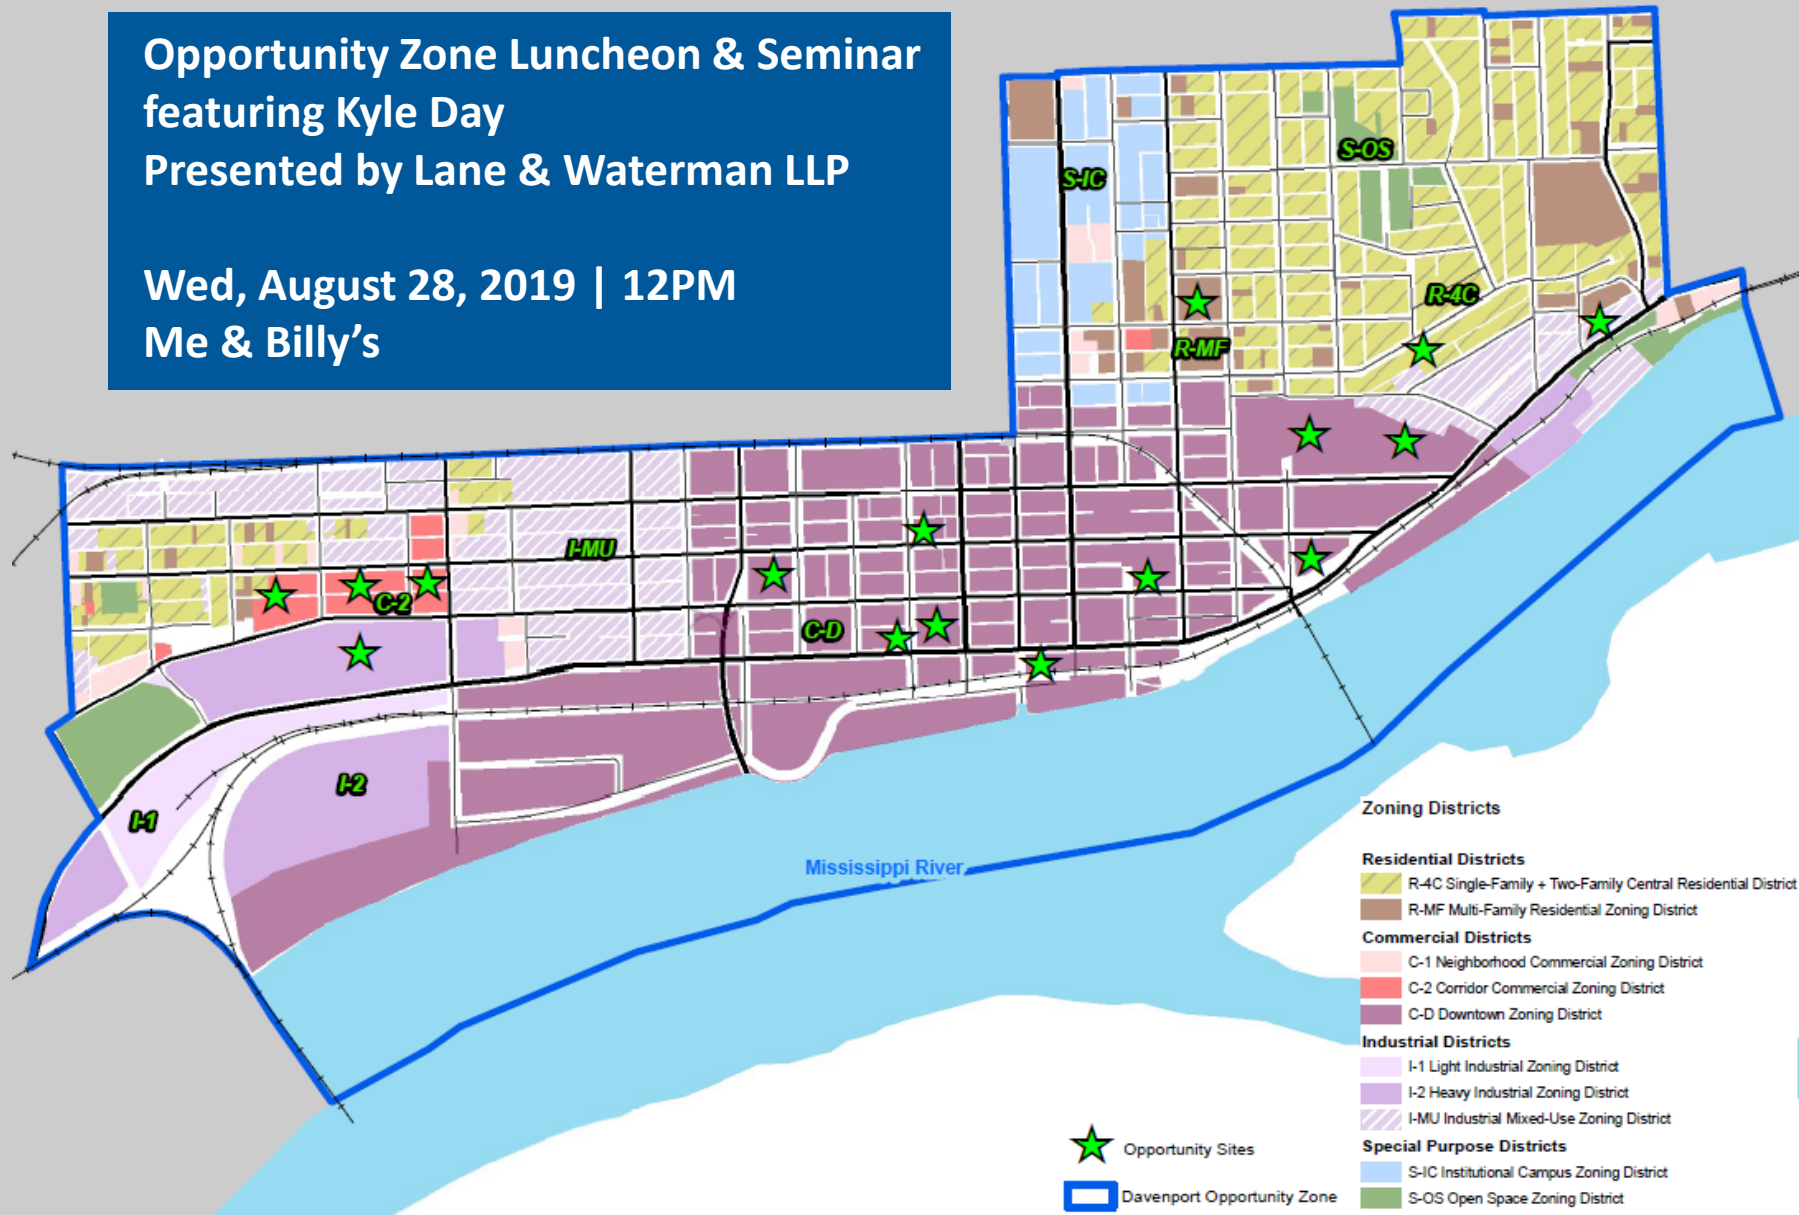 Opportunity Zone Luncheon & Seminar
featuring Kyle Day
Presented by Lane & Waterman LLP
Wed, August 28, 2019 | 12PM
Me & Billy’s
S-OS
S-IC
R-4C
R-MF
I-MU
C-2
C-D
I-2
I-1
Mississippi River
Zoning Districts
Residential Districts
R-4C Single-Family + Two-Family Central Residential District
R-MF Multi-Family Residential Zoning District
Commercial Districts
C-1 Neighborhood Commercial Zoning District
C-2 Corridor Commercial Zoning District
C-D Downtown Zoning District
Industrial Districts
I-1 Light Industrial Zoning District
I-2 Heavy Industrial Zoning District
I-MU Industrial Mixed-Use Zoning District
Special Purpose Districts
S-IC Institutional Campus Zoning District
S-OS Open Space Zoning District
Opportunity Sites
Davenport Opportunity Zone